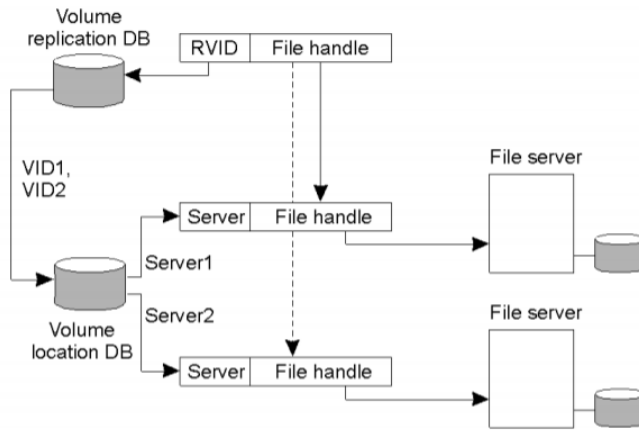 Volume
replication DB
RVID File handle
VID1,
VID2
File server
Server File handle
Server1
Server2
Volume
location DB
File server
Server File handle